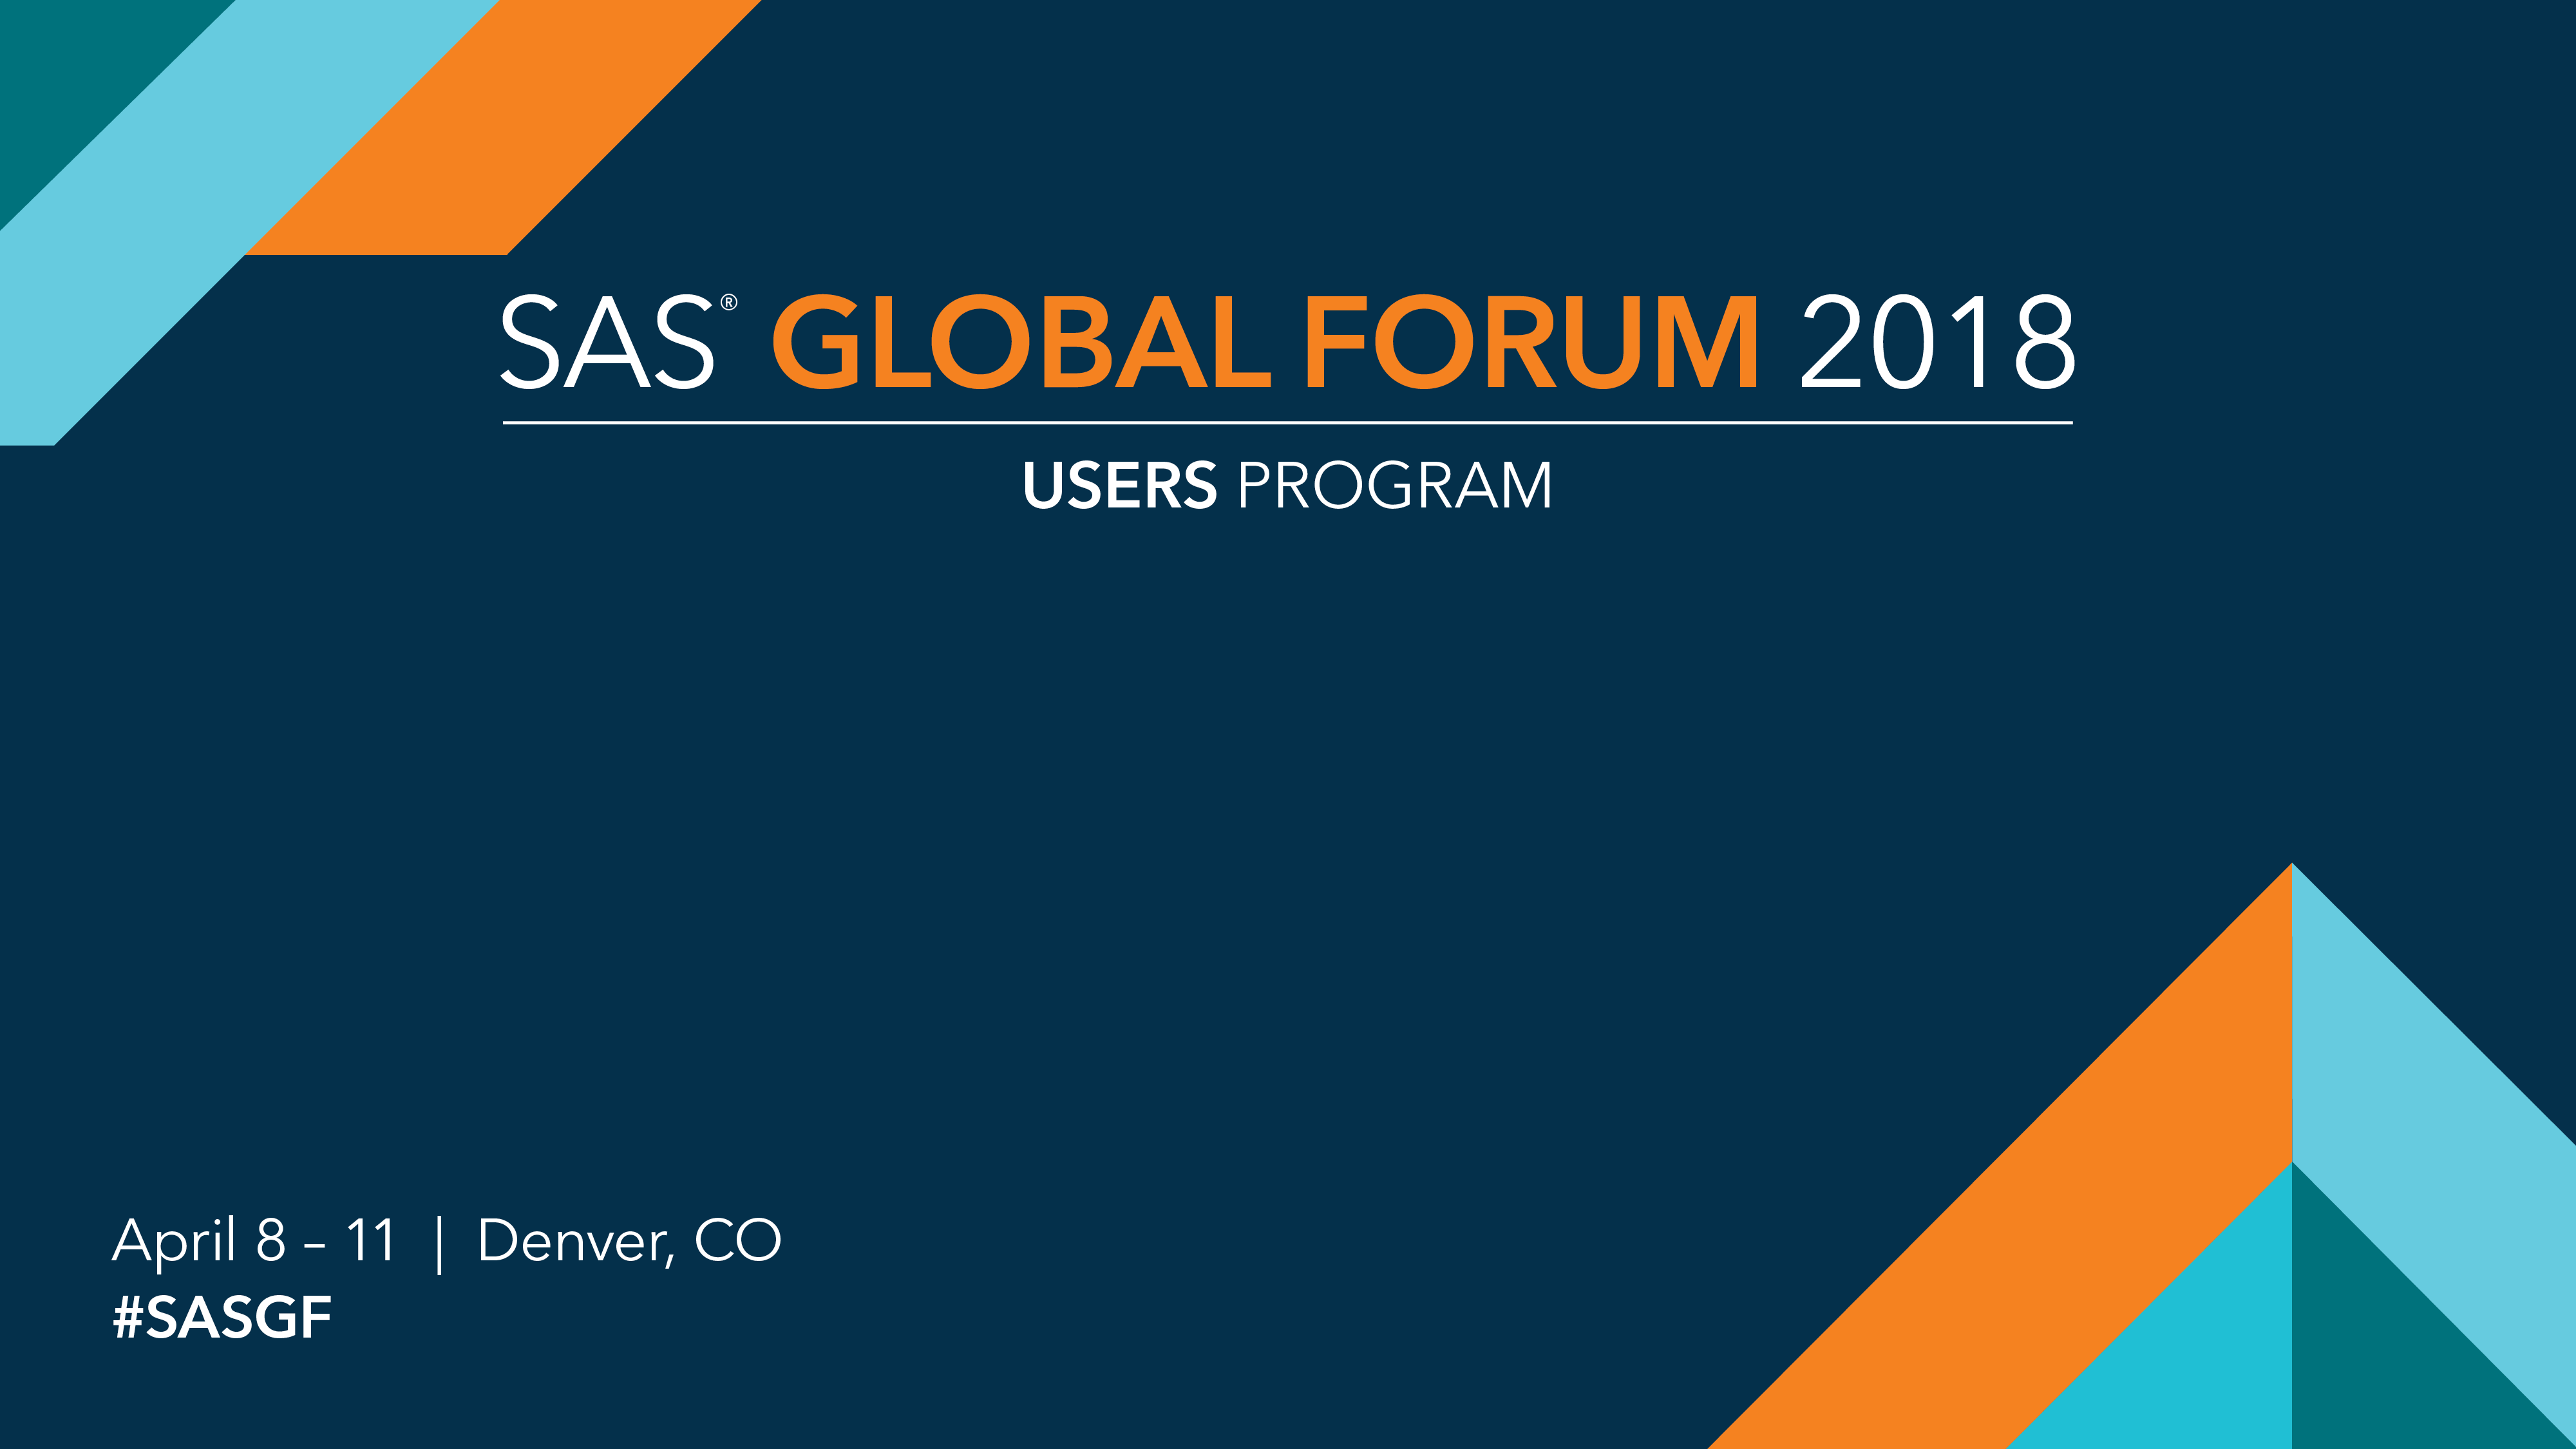 SAS® GLOBAL FORUM 2018
USERS PROGRAM
April 8 – 11 | Denver, CO
#SASGF